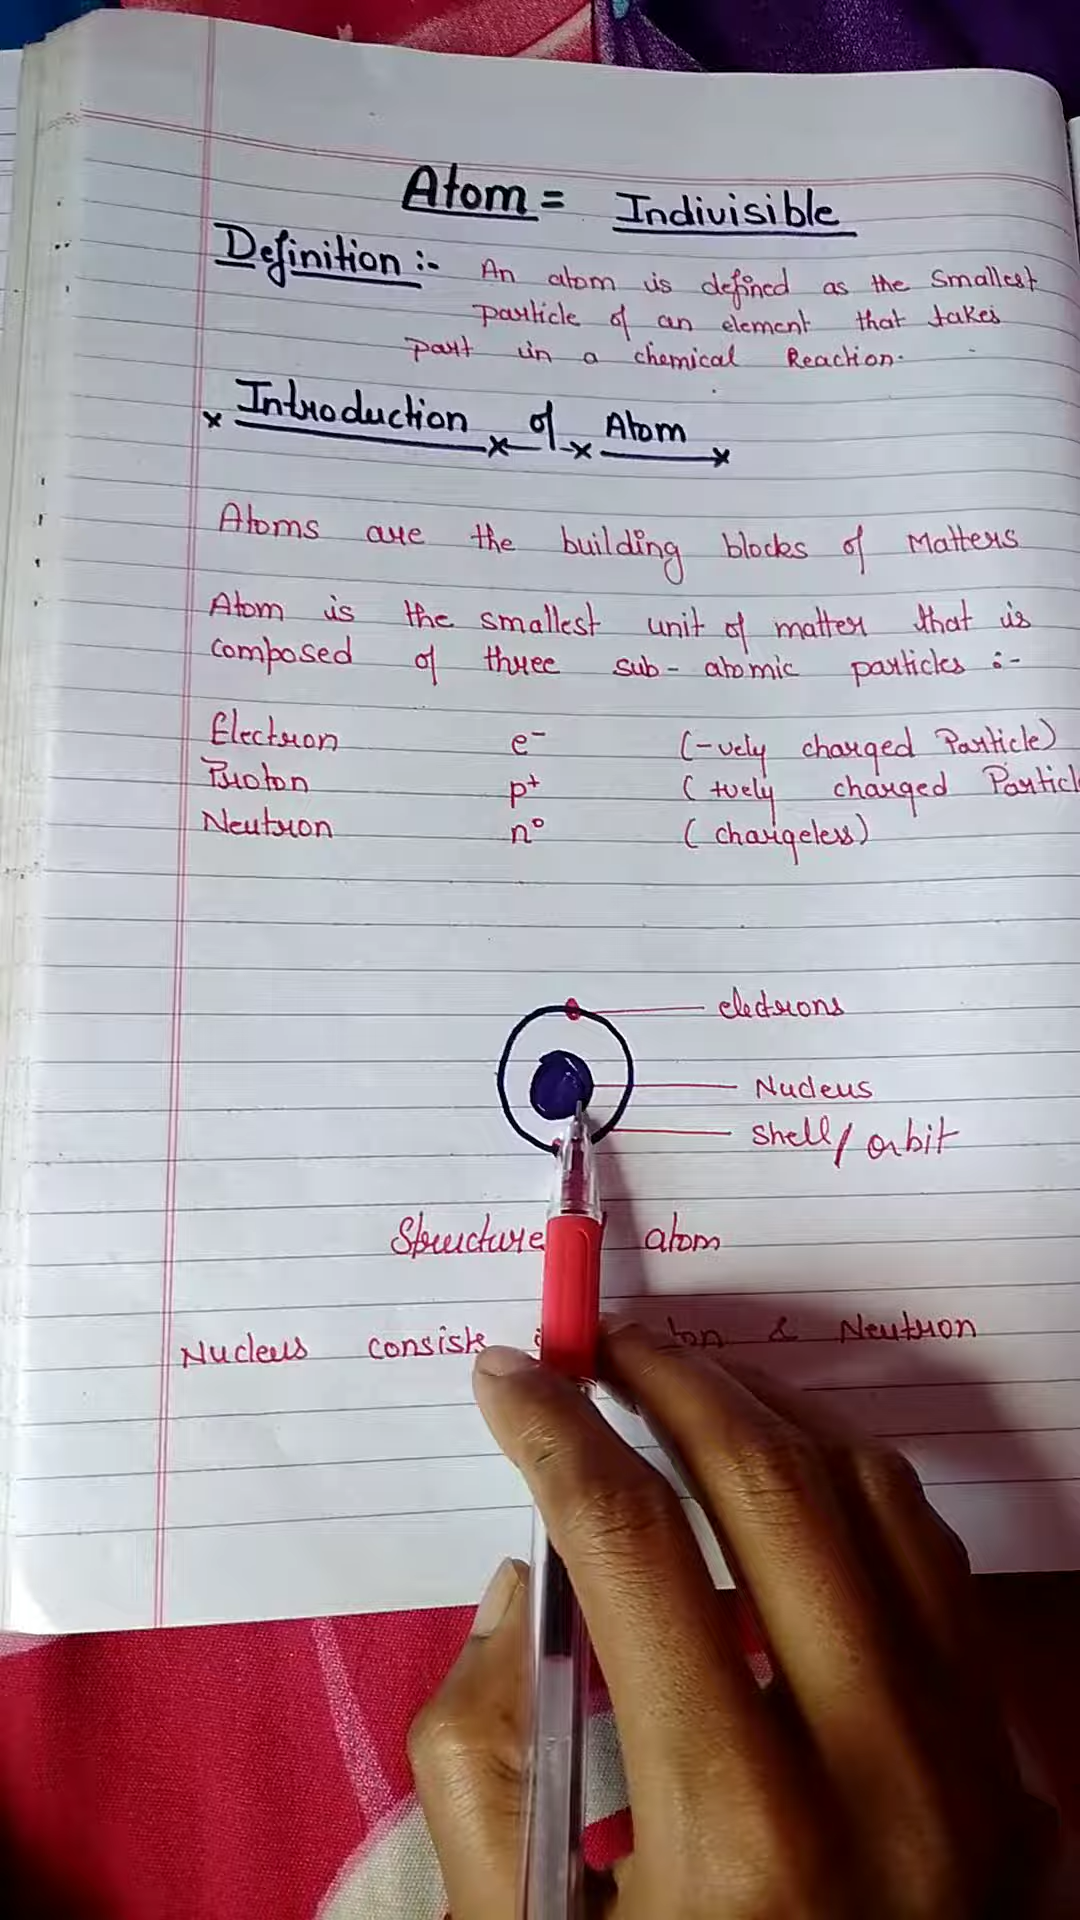 Atom = Indivisible
Definition :- An atom is defined as the smallest
particle of an element that takes
part in a chemical Reaction.
Introduction of Atom
Atoms are the building blocks of Matters
Atom is the smallest unit of matter that is
composed of three sub-atomic particles :-
Electron e⁻ (-vely charged Particle)
Proton p⁺ (+vely charged Particl
Neutron n⁰ (chargeless)
electrons
Nucleus
Shell/orbit
Structure atom
Nucleus consists & Neutron